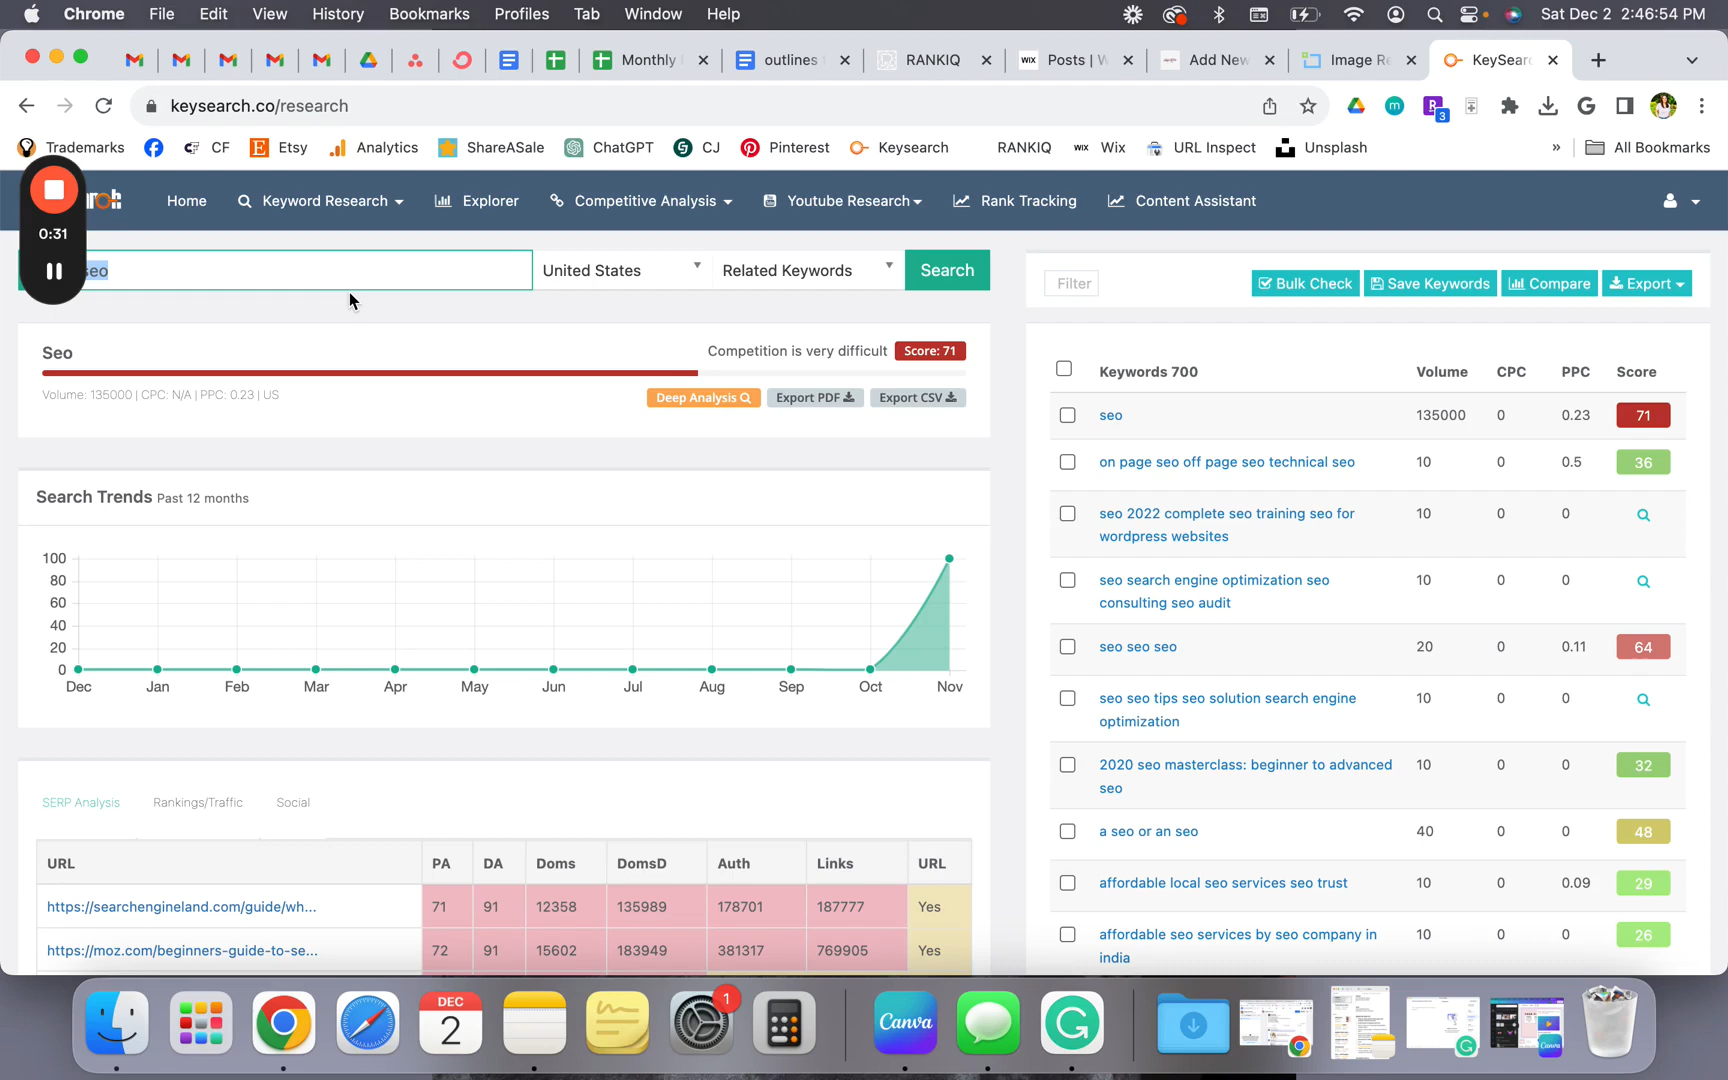 Chrome File Edit View History Bookmarks Profiles Tab Window Help Sat Dec 2 2:46:54 PM
Monthly outlines RANKIQ WIX Posts | W Add New Image Re KeySearc
keysearch.co/research
3
Trademarks CF Etsy Analytics ShareASale ChatGPT CJ Pinterest Keysearch RANKIQ WIX Wix URL Inspect Unsplash » All Bookmarks
Home Keyword Research Explorer Competitive Analysis Youtube Research Rank Tracking Content Assistant
0:31
seo United States Related Keywords Search
Filter Bulk Check Save Keywords Compare Export
Seo Competition is very difficult Score: 71
Volume: 135000 | CPC: N/A | PPC: 0.23 | US Deep Analysis Export PDF Export CSV
Search Trends Past 12 months
100
80
60
40
20
0
Dec Jan Feb Mar Apr May Jun Jul Aug Sep Oct Nov
SERP Analysis Rankings/Traffic Social
URL PA DA Doms DomsD Auth Links URL
https://searchengineland.com/guide/wh... 71 91 12358 135989 178701 187777 Yes
https://moz.com/beginners-guide-to-se... 72 91 15602 183949 381317 769905 Yes
Keywords 700 Volume CPC PPC Score
seo 135000 0 0.23 71
on page seo off page seo technical seo 10 0 0.5 36
seo 2022 complete seo training seo for 10 0 0
wordpress websites
seo search engine optimization seo 10 0 0
consulting seo audit
seo seo seo 20 0 0.11 64
seo seo tips seo solution search engine 10 0 0
optimization
2020 seo masterclass: beginner to advanced 10 0 0 32
seo
a seo or an seo 40 0 0 48
affordable local seo services seo trust 10 0 0.09 29
affordable seo services by seo company in 10 0 0 26
india
DEC
2
1
Canva